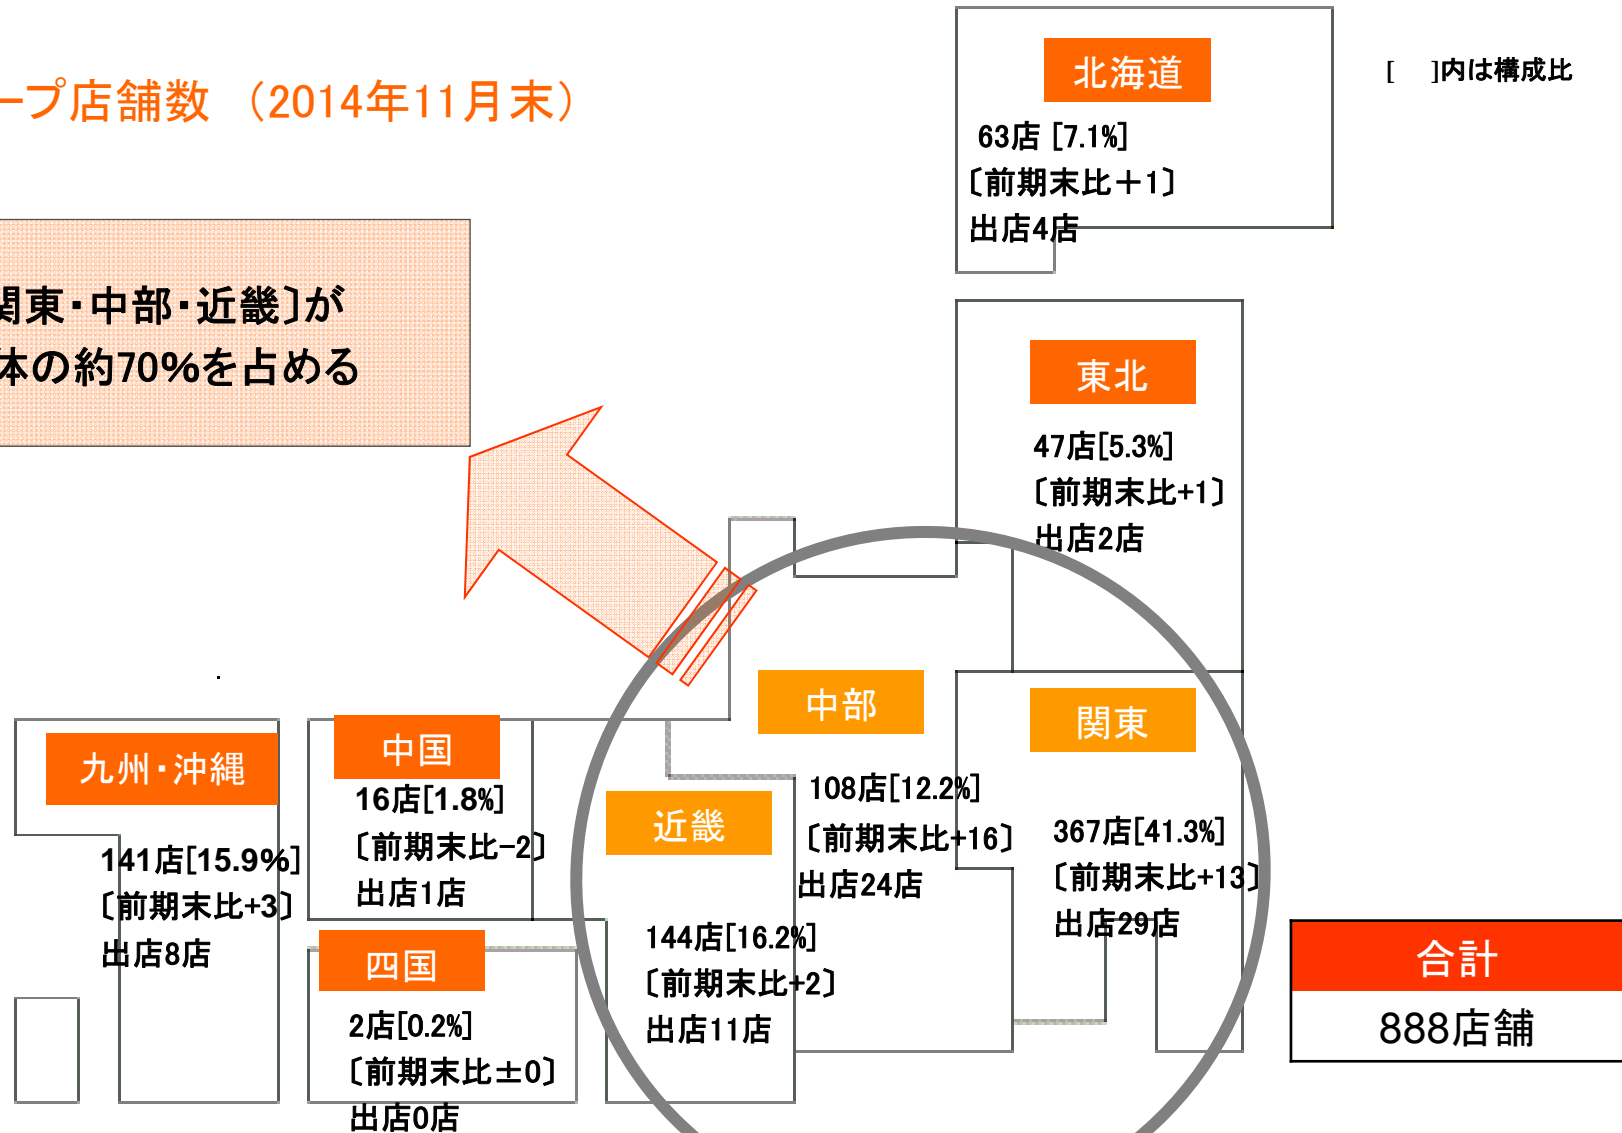 ープ店舗数 （2014年11月末）
[　]内は構成比
北海道
63店 [7.1%]
〔前期末比＋1〕
出店4店
関東・中部・近畿〕が
体の約70%を占める
東北
47店[5.3%]
〔前期末比+1〕
出店2店
中部
108店[12.2%]
〔前期末比+16〕
出店24店
関東
367店[41.3%]
〔前期末比+13〕
出店29店
九州・沖縄
141店[15.9%]
〔前期末比+3〕
出店8店
中国
16店[1.8%]
〔前期末比-2〕
出店1店
近畿
144店[16.2%]
〔前期末比+2〕
出店11店
四国
2店[0.2%]
〔前期末比±0〕
出店0店
合計
888店舗